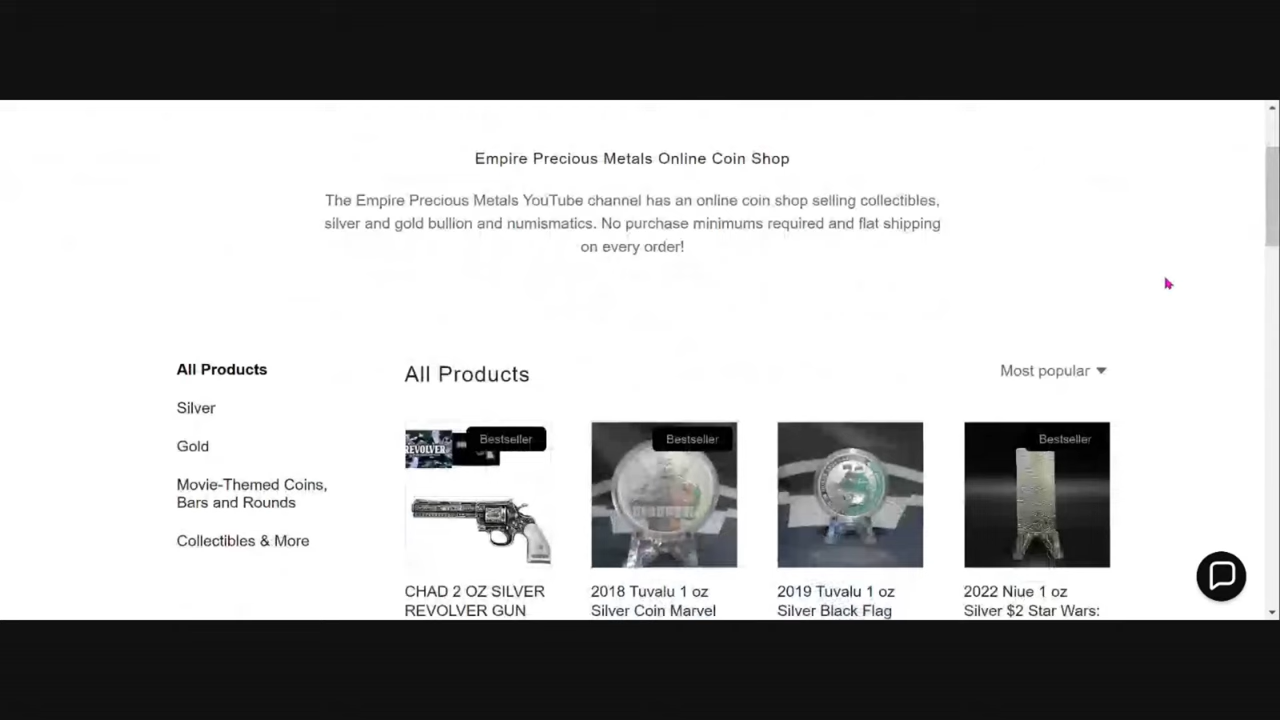 Empire Precious Metals Online Coin Shop
The Empire Precious Metals YouTube channel has an online coin shop selling collectibles,
silver and gold bullion and numismatics. No purchase minimums required and flat shipping
on every order!
All Products
Silver
Gold
Movie-Themed Coins,
Bars and Rounds
Collectibles & More
All Products
Most popular
Bestseller
REVOLVER
CHAD 2 OZ SILVER
REVOLVER GUN
Bestseller
2018 Tuvalu 1 oz
Silver Coin Marvel
2019 Tuvalu 1 oz
Silver Black Flag
Bestseller
2022 Niue 1 oz
Silver $2 Star Wars: